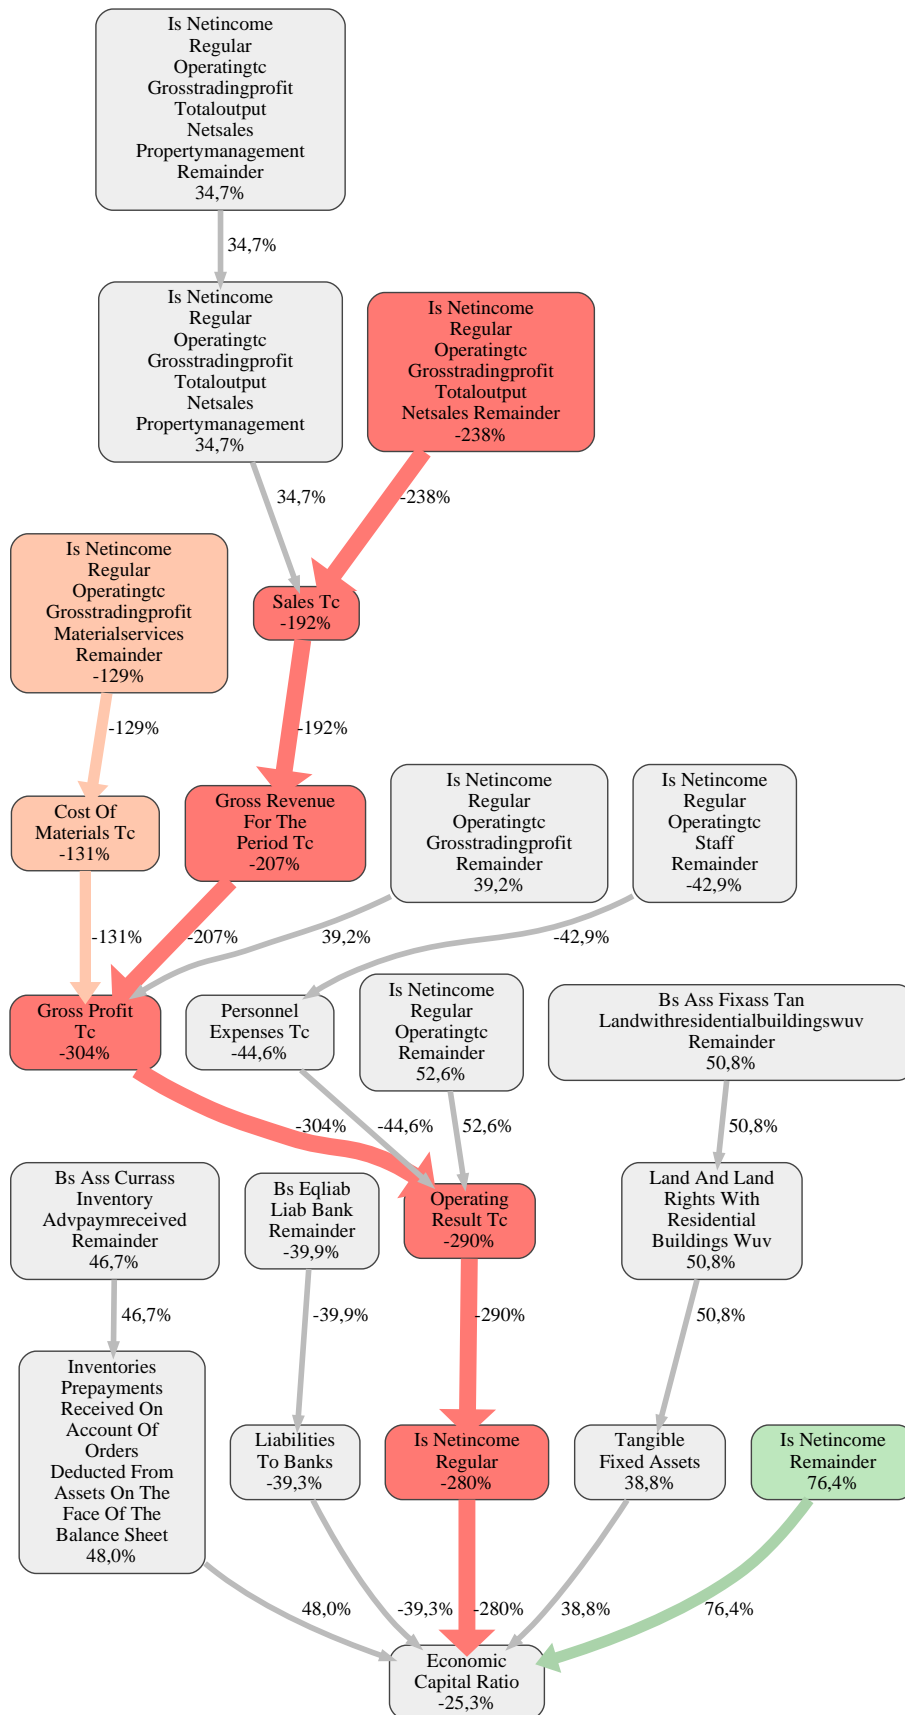 Is Netincome
Regular
Operatingtc
Grosstradingprofit
Totaloutput
Netsales
Propertymanagement
Remainder
34,7%
34,7%
Is Netincome
Regular
Operatingtc
Grosstradingprofit
Totaloutput
Netsales
Propertymanagement
34,7%
Is Netincome
Regular
Operatingtc
Grosstradingprofit
Totaloutput
Netsales Remainder
-238%
34,7%
-238%
Is Netincome
Regular
Operatingtc
Grosstradingprofit
Materialservices
Remainder
-129%
Sales Tc
-192%
-129%
-192%
Cost Of
Materials Tc
-131%
Gross Revenue
For The
Period Tc
-207%
Is Netincome
Regular
Operatingtc
Grosstradingprofit
Remainder
39,2%
Is Netincome
Regular
Operatingtc
Staff
Remainder
-42,9%
-131%
-207%
39,2%
-42,9%
Gross Profit
Tc
-304%
Personnel
Expenses Tc
-44,6%
Is Netincome
Regular
Operatingtc
Remainder
52,6%
Bs Ass Fixass Tan
Landwithresidentialbuildingswuv
Remainder
50,8%
-304%
-44,6%
52,6%
50,8%
Bs Ass Currass
Inventory
Advpaymreceived
Remainder
46,7%
Bs Eqliab
Liab Bank
Remainder
-39,9%
Operating
Result Tc
-290%
Land And Land
Rights With
Residential
Buildings Wuv
50,8%
46,7%
-39,9%
-290%
50,8%
Inventories
Prepayments
Received On
Account Of
Orders
Deducted From
Assets On The
Face Of The
Balance Sheet
48,0%
Liabilities
To Banks
-39,3%
Is Netincome
Regular
-280%
Tangible
Fixed Assets
38,8%
Is Netincome
Remainder
76,4%
48,0%
-39,3%
-280%
38,8%
76,4%
Economic
Capital Ratio
-25,3%